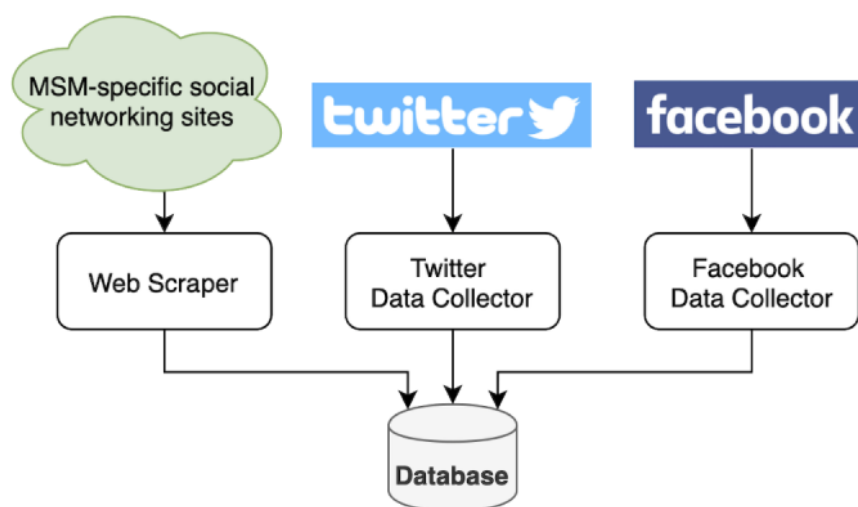 MSM-specific social
networking sites
twitter
facebook
Web Scraper
Twitter
Data Collector
Facebook
Data Collector
Database